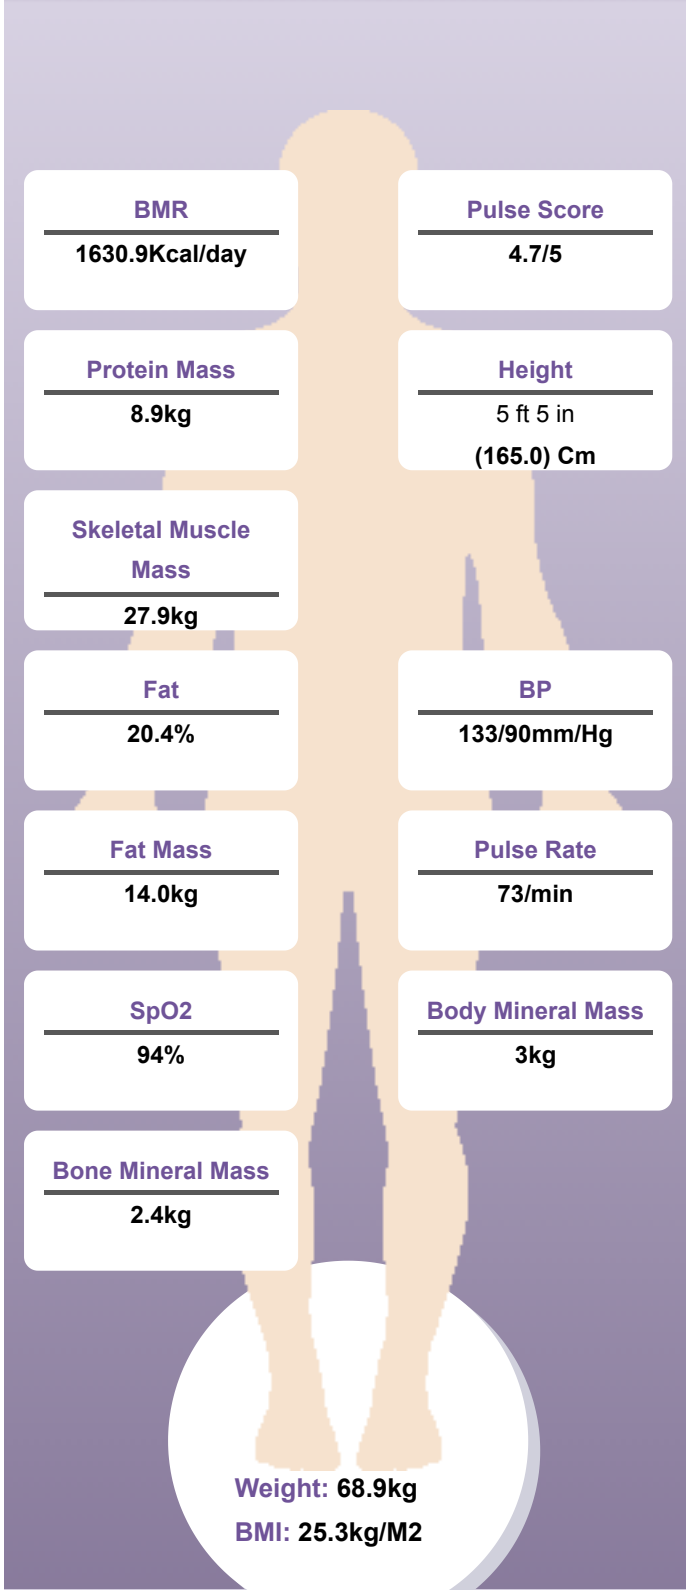 BMR
1630.9Kcal/day
Pulse Score
4.7/5
Protein Mass
8.9kg
Height
5 ft 5 in
(165.0) Cm
Skeletal Muscle
Mass
27.9kg
Fat
20.4%
BP
133/90mm/Hg
Fat Mass
14.0kg
Pulse Rate
73/min
SpO2
94%
Body Mineral Mass
3kg
Bone Mineral Mass
2.4kg
Weight: 68.9kg
BMI: 25.3kg/M2